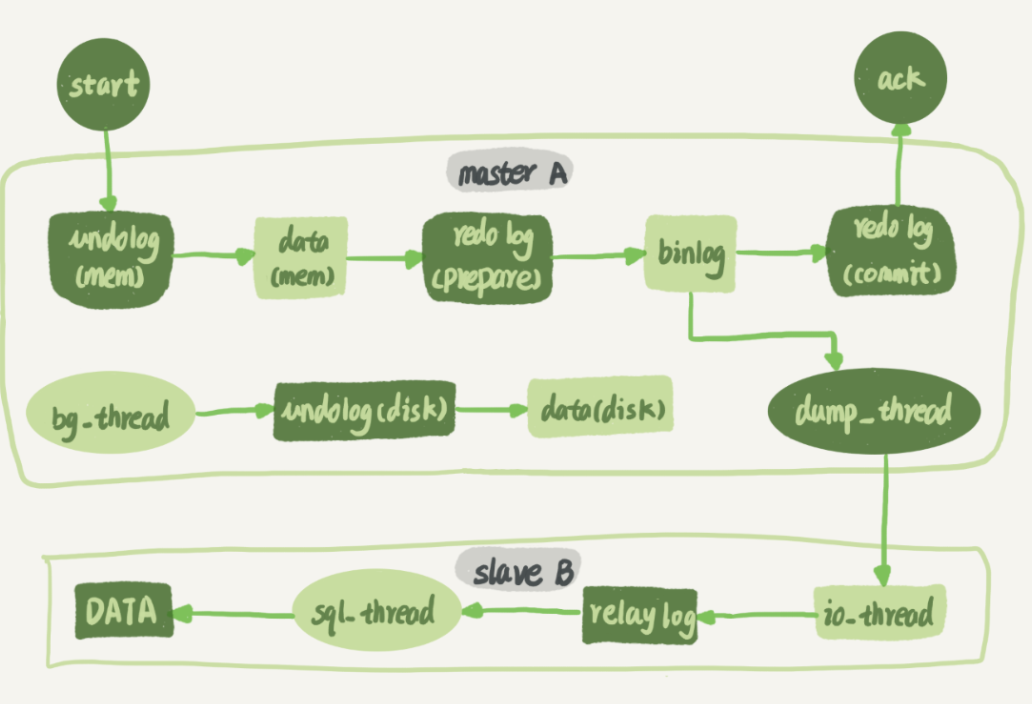 start
ack
master A
undolog
(mem)
data
(mem)
redo log
(prepare)
binlog
redo log
(commit)
bg_thread
undolog(disk)
data(disk)
dump_thread
slave B
DATA
sql_thread
relay log
io_thread